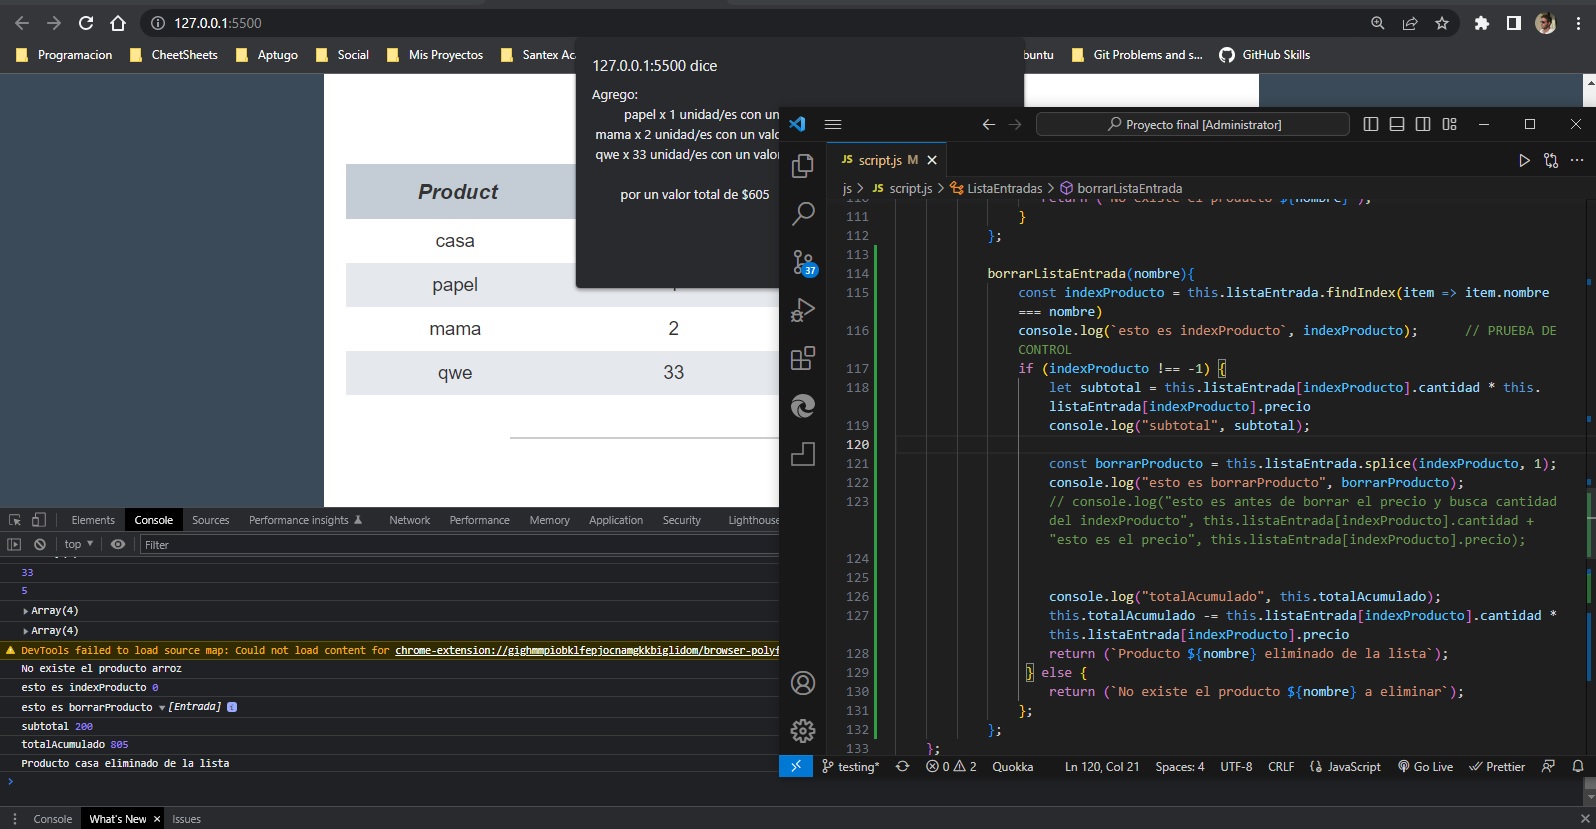 127.0.0.1:5500
Programacion
CheetSheets
Aptugo
Social
Mis Proyectos
Santex Ac
buntu
Git Problems and s...
GitHub Skills
127.0.0.1:5500 dice
Agrego:
papel x 1 unidad/es con un
mama x 2 unidad/es con un valo
qwe x 33 unidad/es con un valor
por un valor total de $605
Product
casa
papel
mama 2
qwe 33
Proyecto final [Administrator]
JS script.js M
js > JS script.js > ListaEntradas > borrarListaEntrada
37
111 }
112 };
113
114 borrarListaEntrada(nombre){
115 const indexProducto = this.listaEntrada.findIndex(item => item.nombre
=== nombre)
116 console.log(`esto es indexProducto`, indexProducto); // PRUEBA DE
CONTROL
117 if (indexProducto !== -1) {
118 let subtotal = this.listaEntrada[indexProducto].cantidad * this.
listaEntrada[indexProducto].precio
119 console.log("subtotal", subtotal);
120
121 const borrarProducto = this.listaEntrada.splice(indexProducto, 1);
122 console.log("esto es borrarProducto", borrarProducto);
123 // console.log("esto es antes de borrar el precio y busca cantidad
del indexProducto", this.listaEntrada[indexProducto].cantidad +
"esto es el precio", this.listaEntrada[indexProducto].precio);
124
125
126 console.log("totalAcumulado", this.totalAcumulado);
127 this.totalAcumulado -= this.listaEntrada[indexProducto].cantidad *
this.listaEntrada[indexProducto].precio
128 return (`Producto ${nombre} eliminado de la lista`);
129 } else {
130 return (`No existe el producto ${nombre} a eliminar`);
131 };
132 };
133 };
testing* 0 2 Quokka Ln 120, Col 21 Spaces: 4 UTF-8 CRLF {} JavaScript Go Live Prettier
Elements Console Sources Performance insights Network Performance Memory Application Security Lighthouse
top Filter
33
5
Array(4)
Array(4)
DevTools failed to load source map: Could not load content for chrome-extension://gighmmpiobklfepjocnamgkkbiglidom/browser-polyf
No existe el producto arroz
esto es indexProducto 0
esto es borrarProducto [Entrada] i
subtotal 200
totalAcumulado 805
Producto casa eliminado de la lista
Console What's New Issues